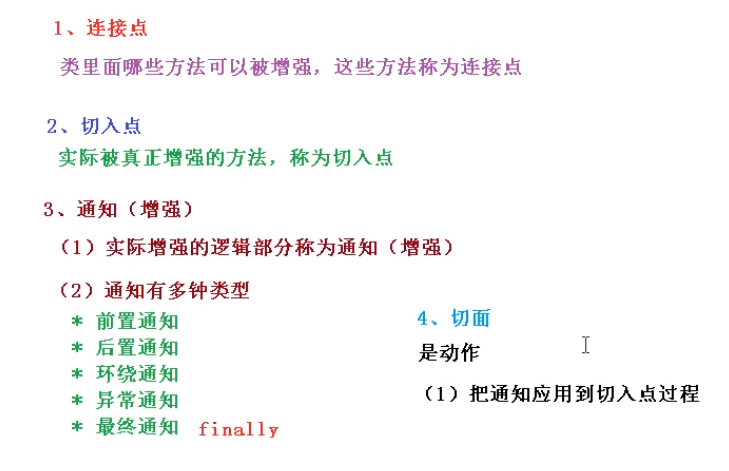 1、连接点
类里面哪些方法可以被增强，这些方法称为连接点
2、切入点
实际被真正增强的方法，称为切入点
3、通知（增强）
（1）实际增强的逻辑部分称为通知（增强）
（2）通知有多钟类型
* 前置通知
* 后置通知
* 环绕通知
* 异常通知
* 最终通知 finally
4、切面
是动作
（1）把通知应用到切入点过程